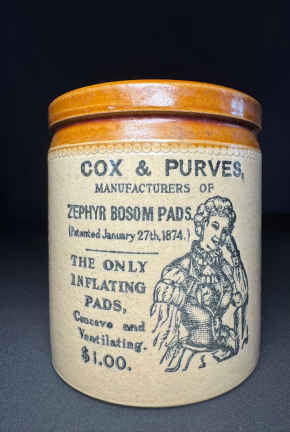 COX & PURVES,
MANUFACTURERS OF
ZEPHYR BOSOM PADS.
(Patented January 27th, 1874.)
THE ONLY
INFLATING
PADS,
Concave and
Ventilating.
$1.00.